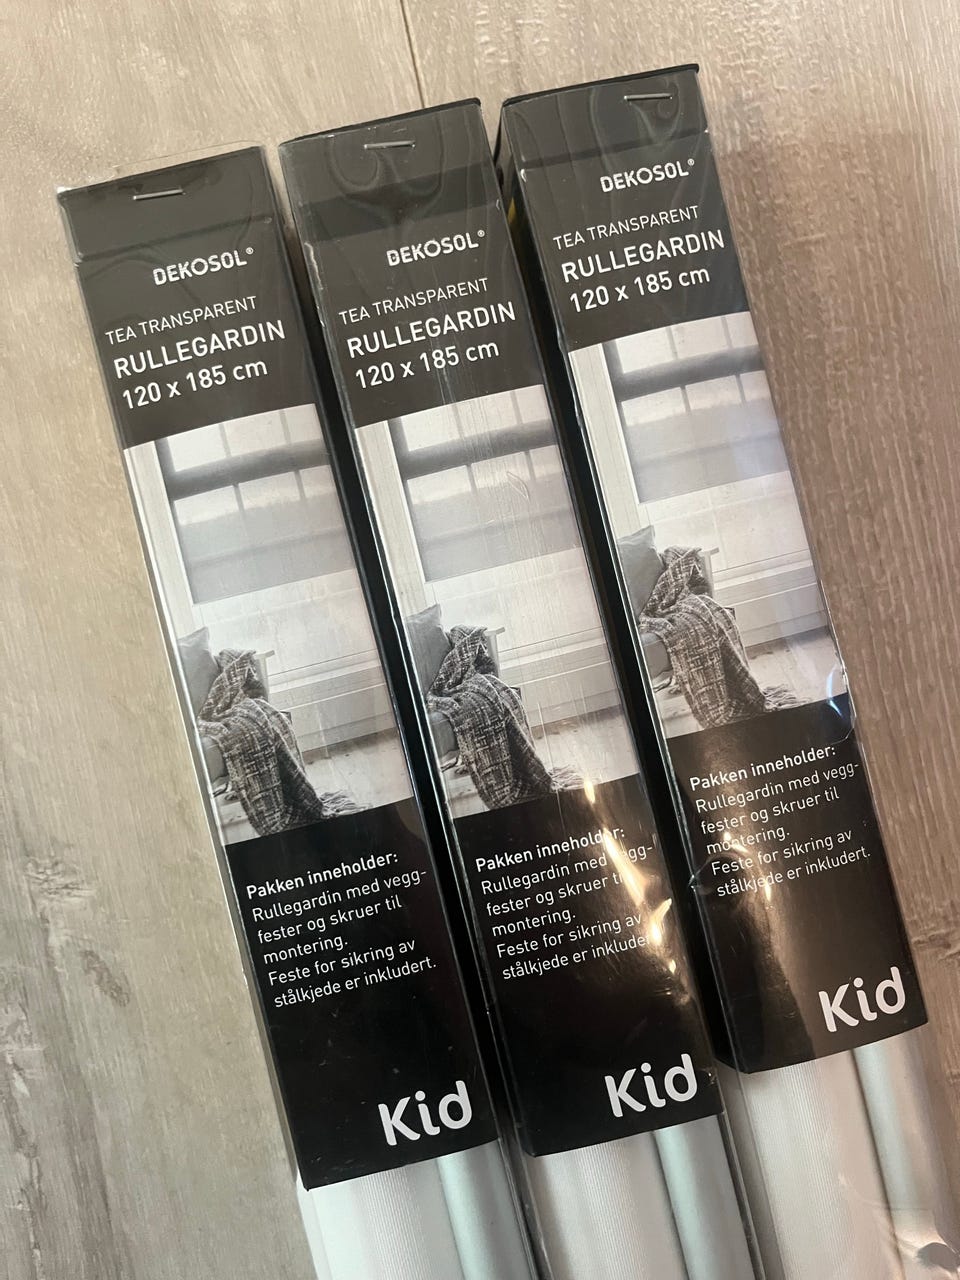 DEKOSOL®
TEA TRANSPARENT
RULLEGARDIN
120 x 185 cm
Pakken inneholder:
Rullegardin med vegg-
fester og skruer til
montering.
Feste for sikring av
stålkjede er inkludert.
Kid
DEKOSOL®
TEA TRANSPARENT
RULLEGARDIN
120 x 185 cm
Pakken inneholder:
Rullegardin med vegg-
fester og skruer til
montering.
Feste for sikring av
stålkjede er inkludert.
Kid
DEKOSOL®
TEA TRANSPARENT
RULLEGARDIN
120 x 185 cm
Pakken inneholder:
Rullegardin med vegg-
fester og skruer til
montering.
Feste for sikring av
stålkjede er inkludert.
Kid